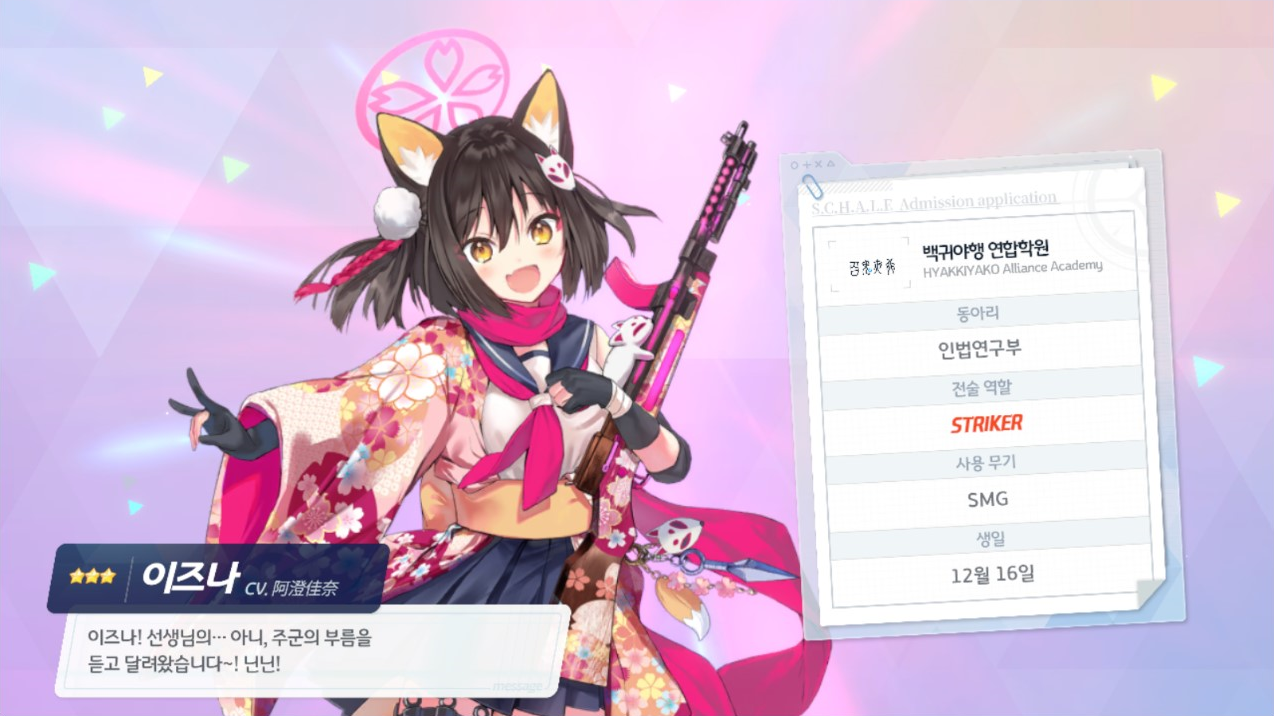 S.C.H.A.L.E Admission application
백귀야행 연합학원
HYAKKIYAKO Alliance Academy
동아리
인법연구부
전술 역할
STRIKER
사용 무기
SMG
생일
12월 16일
이즈나 CV. 阿澄佳奈
이즈나! 선생님의… 아니, 주군의 부름을
듣고 달려왔습니다~! 닌닌!
message